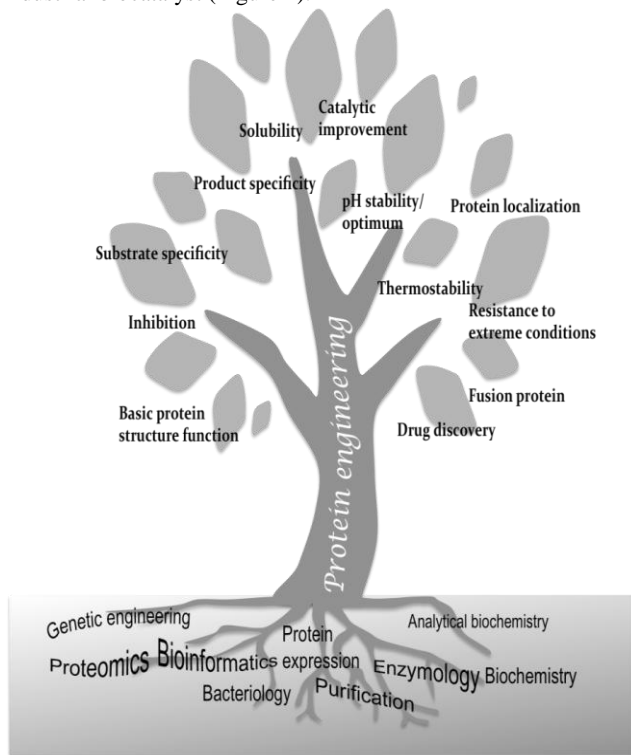 Catalytic
improvement
Solubility
Product specificity
pH stability/
optimum
Protein localization
Substrate specificity
Thermostability
Inhibition
Resistance to
extreme conditions
Fusion protein
Basic protein
structure function
Drug discovery
Protein engineering
Genetic engineering
Protein
expression
Analytical biochemistry
Proteomics
Bioinformatics
Enzymology
Biochemistry
Bacteriology
Purification